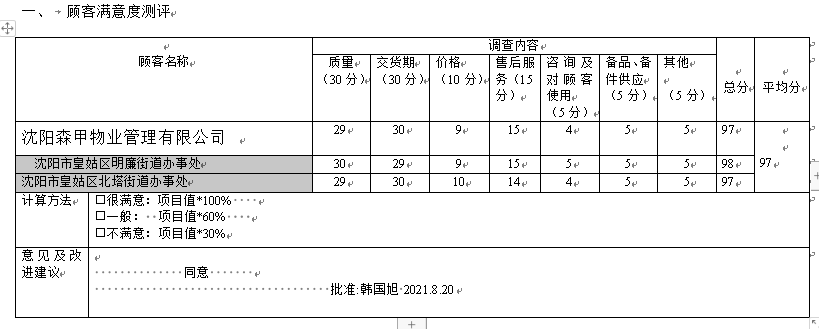 一、 顾客满意度测评
顾客名称 调查内容 总分 平均分
质量（30 分） 交货期（30 分） 价格（10 分） 售后服务（15 分） 咨询及对顾客使用（5 分） 备品、备件供应（5 分） 其他（5 分）
沈阳森甲物业管理有限公司 29 30 9 15 4 5 5 97
沈阳市皇姑区明廉街道办事处 30 29 9 15 5 5 5 98 97
沈阳市皇姑区北塔街道办事处 29 30 10 14 4 5 5 97
计算方法 □很满意：项目值*100%
□一般： 项目值*60%
□不满意：项目值*30%
意见及改进建议
同意
批准:韩国旭 2021.8.20